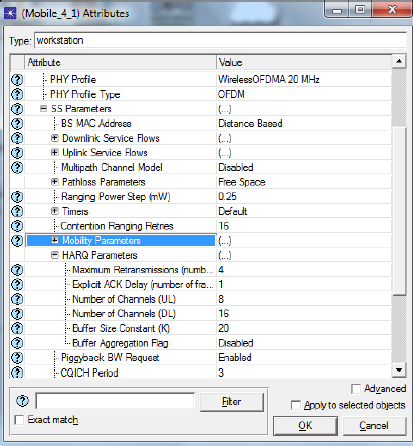 (Mobile_4_1) Attributes
Type: workstation
Attribute Value
PHY Profile WirelessOFDMA 20 MHz
PHY Profile Type OFDM
SS Parameters (...)
BS MAC Address Distance Based
Downlink Service Flows (...)
Uplink Service Flows (...)
Multipath Channel Model Disabled
Pathloss Parameters Free Space
Ranging Power Step (mW) 0.25
Timers Default
Contention Ranging Retries 16
Mobility Parameters (...)
HARQ Parameters (...)
Maximum Retransmissions (numb... 4
Explicit ACK Delay (number of fra... 1
Number of Channels (UL) 8
Number of Channels (DL) 16
Buffer Size Constant (K) 20
Buffer Aggregation Flag Disabled
Piggyback BW Request Enabled
CQICH Period 3
Advanced
Filter
Apply to selected objects
Exact match
OK Cancel